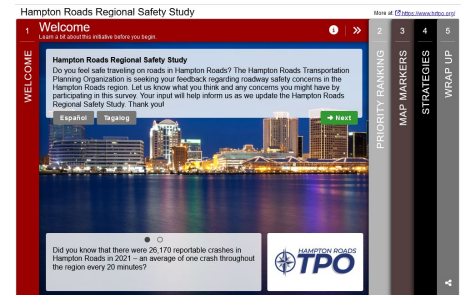 Hampton Roads Regional Safety Study
More at: https://www.hrtpo.org/
1 Welcome
Learn a bit about this initiative before you begin.
WELCOME
Hampton Roads Regional Safety Study
Do you feel safe traveling on roads in Hampton Roads? The Hampton Roads Transportation
Planning Organization is seeking your feedback regarding roadway safety concerns in the
Hampton Roads region. Let us know what you think and any concerns you might have by
participating in this survey. Your input will help inform us as we update the Hampton Roads
Regional Safety Study. Thank you!
Español
Tagalog
Next
Did you know that there were 26,170 reportable crashes
in Hampton Roads in 2021 – an average of one crash throughout
the region every 20 minutes?
HAMPTON ROADS
TPO
2
PRIORITY RANKING
3
MAP MARKERS
4
STRATEGIES
5
WRAP UP